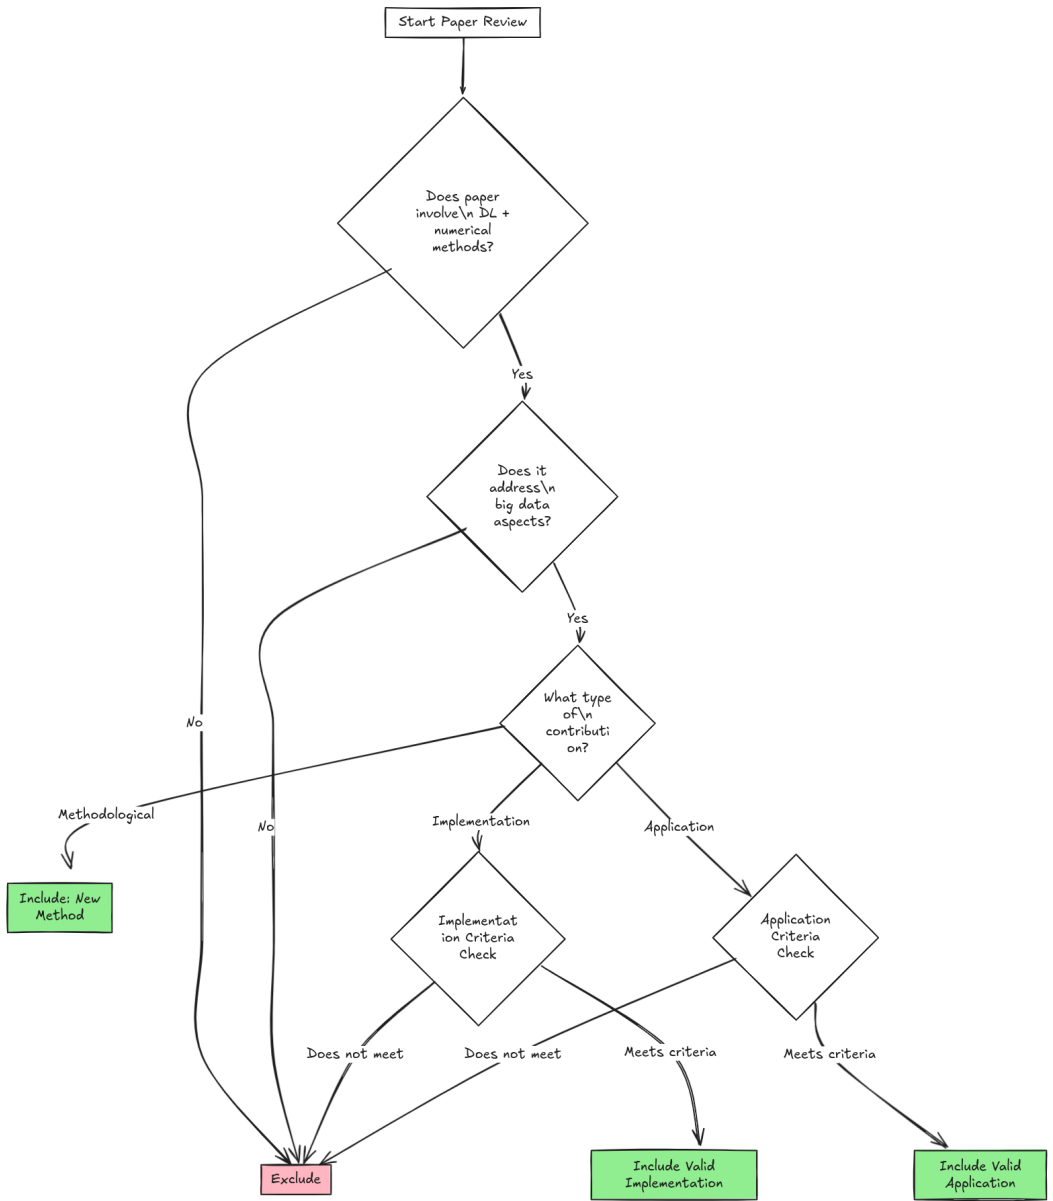 Start Paper Review
Does paper
involve\n DL +
numerical
methods?
Yes
Does it
address\n
big data
aspects?
Yes
What type
of\n
contributi
on?
No
Methodological
Implementation
Application
No
Include: New
Method
Implementat
ion Criteria
Check
Application
Criteria
Check
Does not meet
Does not meet
Meets criteria
Meets criteria
Exclude
Include Valid
Implementation
Include Valid
Application